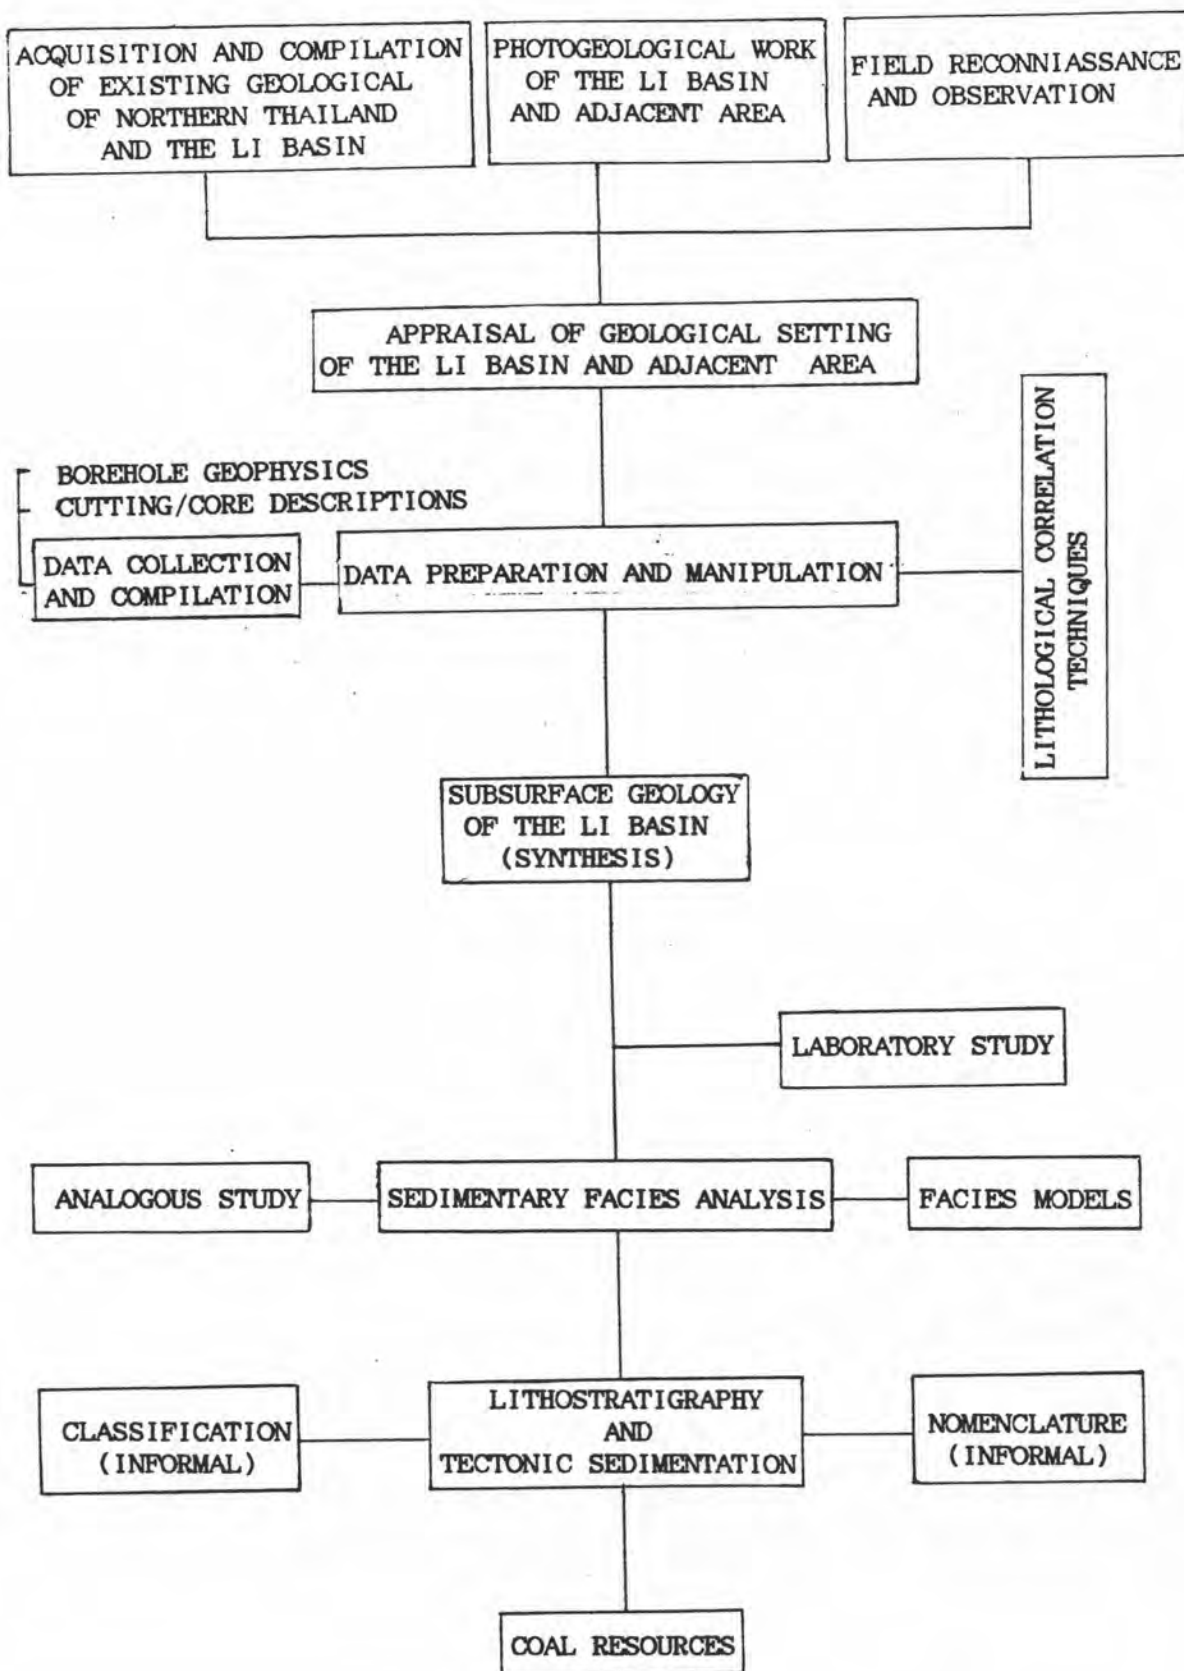 ACQUISITION AND COMPILATION
OF EXISTING GEOLOGICAL
OF NORTHERN THAILAND
AND THE LI BASIN
PHOTOGEOLOGICAL WORK
OF THE LI BASIN
AND ADJACENT AREA
FIELD RECONNIASSANCE
AND OBSERVATION
APPRAISAL OF GEOLOGICAL SETTING
OF THE LI BASIN AND ADJACENT AREA
BOREHOLE GEOPHYSICS
CUTTING/CORE DESCRIPTIONS
DATA COLLECTION
AND COMPILATION
DATA PREPARATION AND MANIPULATION
LITHOLOGICAL CORRELATION
TECHNIQUES
SUBSURFACE GEOLOGY
OF THE LI BASIN
(SYNTHESIS)
LABORATORY STUDY
ANALOGOUS STUDY
SEDIMENTARY FACIES ANALYSIS
FACIES MODELS
CLASSIFICATION
(INFORMAL)
LITHOSTRATIGRAPHY
AND
TECTONIC SEDIMENTATION
NOMENCLATURE
(INFORMAL)
COAL RESOURCES